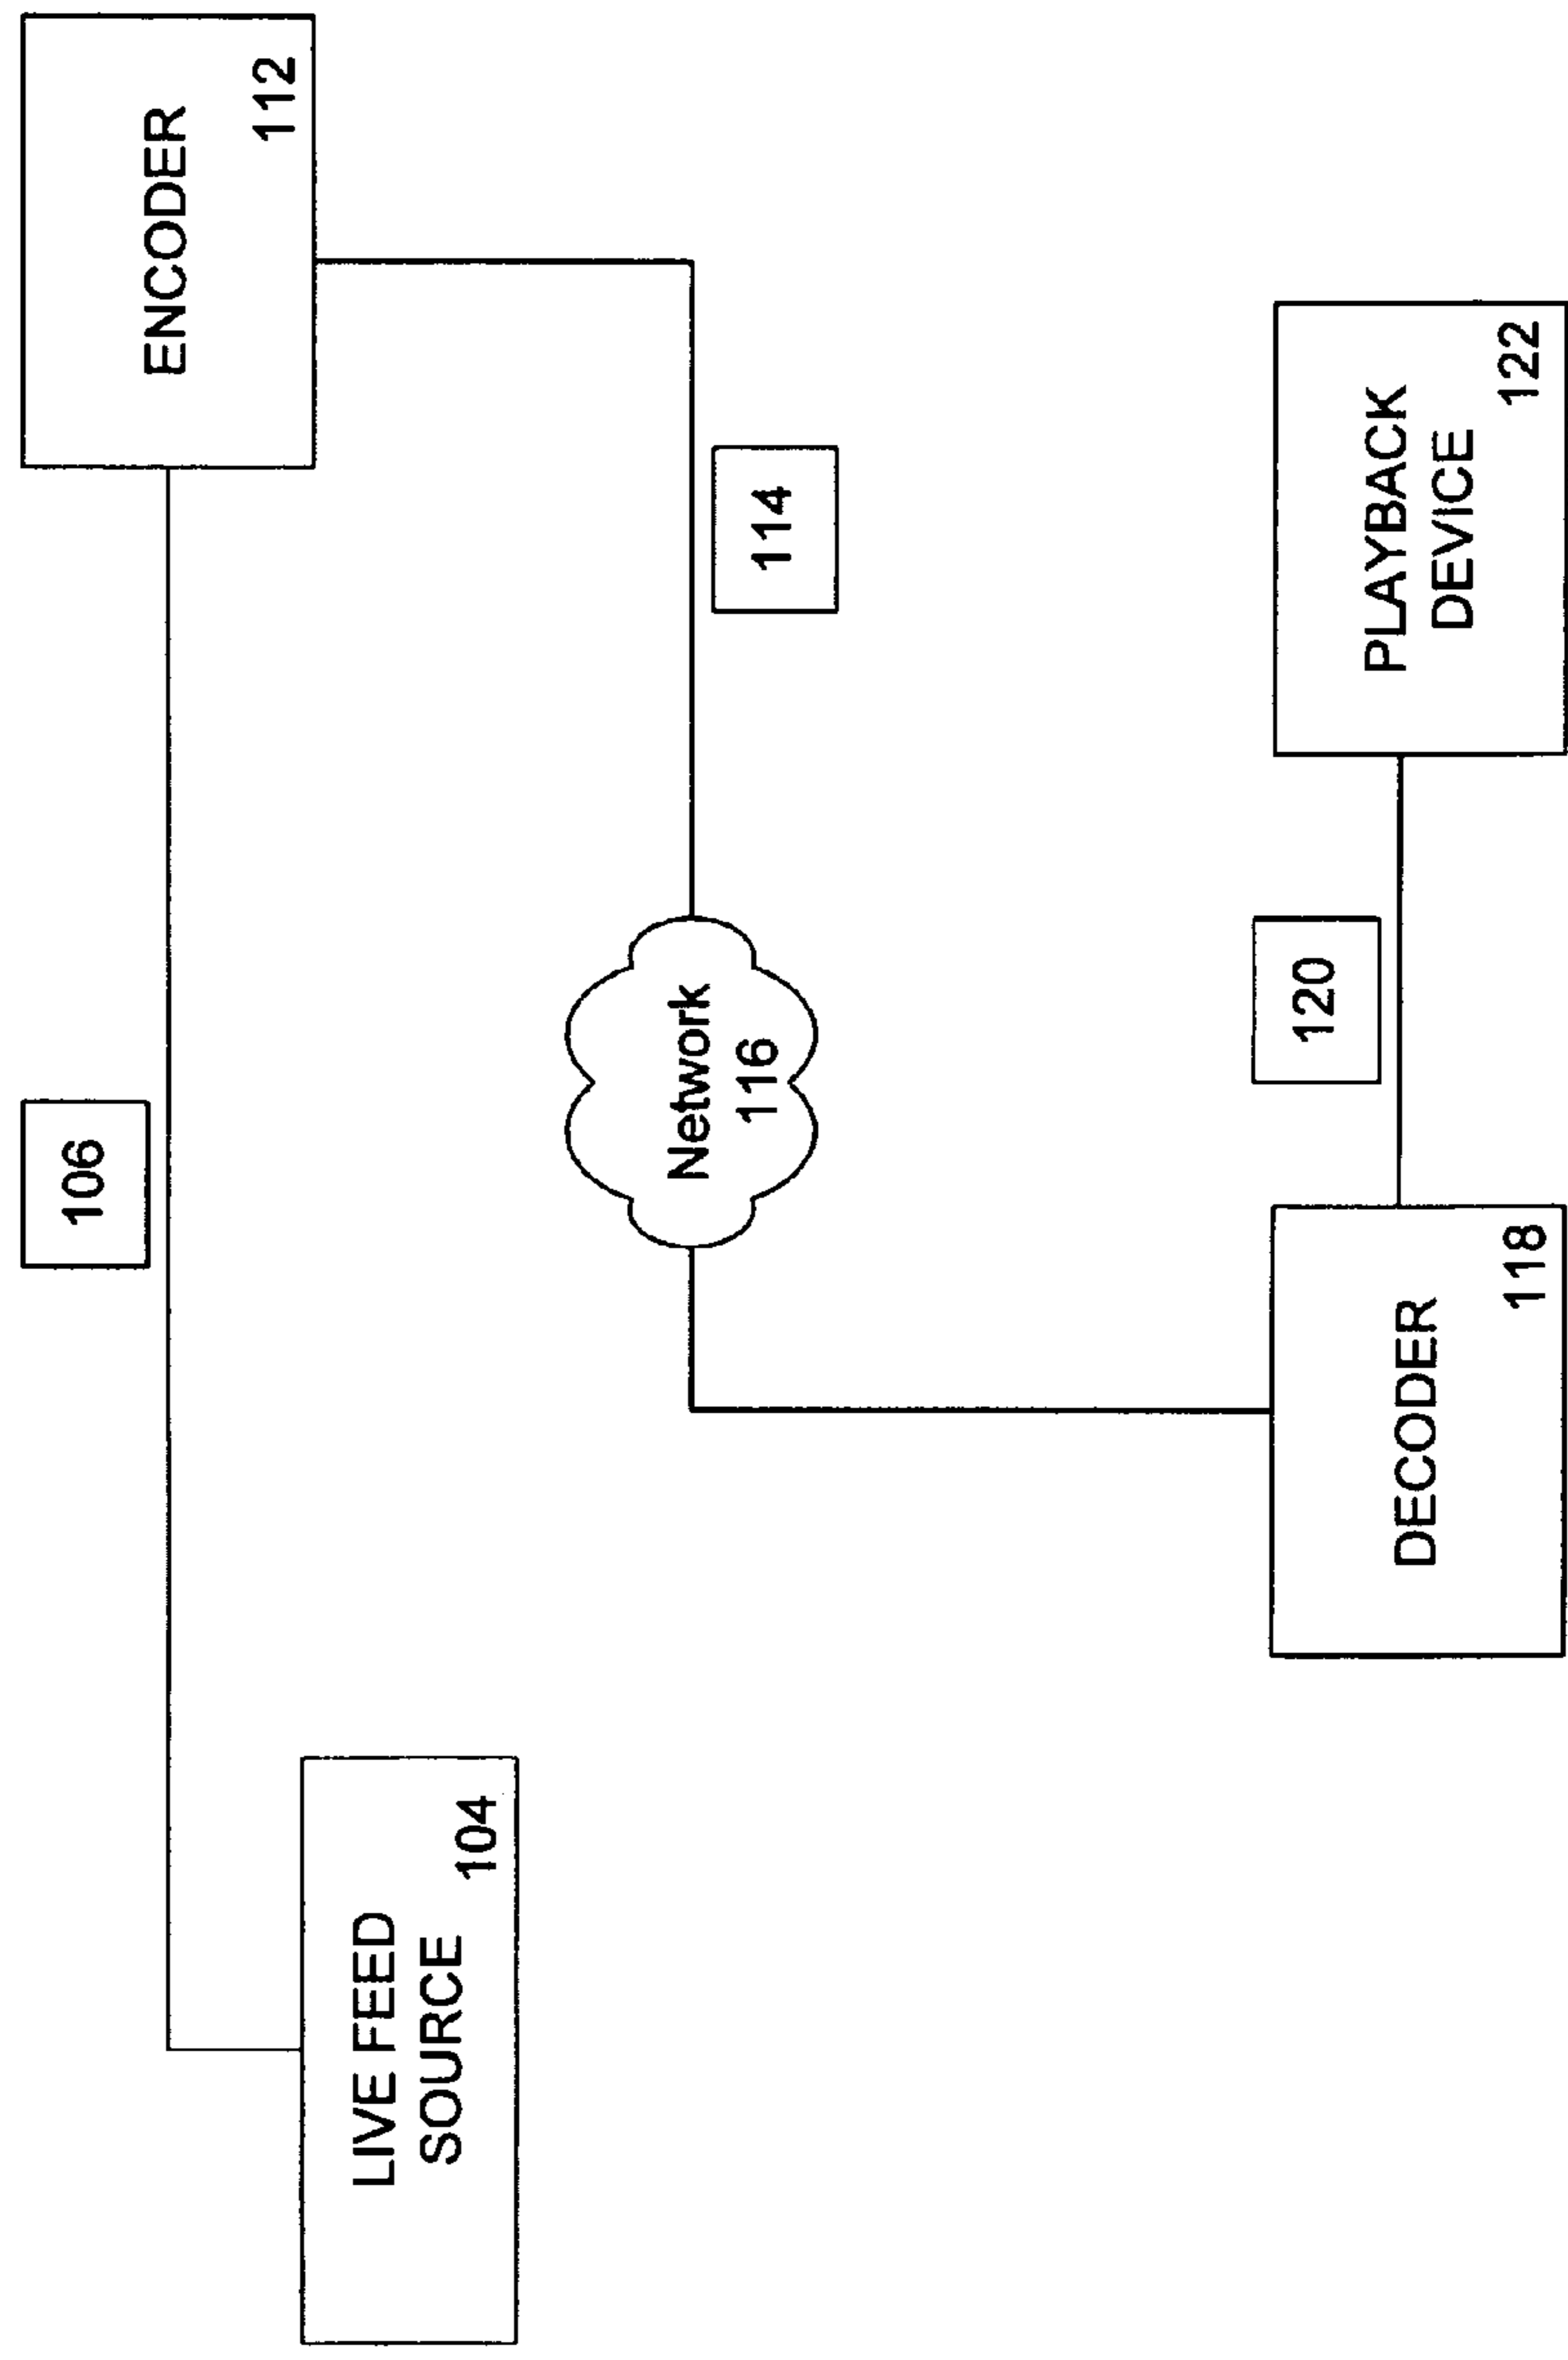 106
ENCODER
112
LIVE FEED
SOURCE
104
Network
116
114
DECODER
118
120
PLAYBACK
DEVICE
122